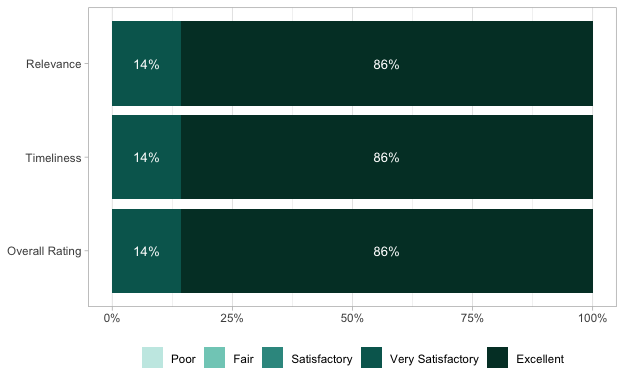 Relevance 14% 86%
Timeliness 14% 86%
Overall Rating 14% 86%
0% 25% 50% 75% 100%
Poor Fair Satisfactory Very Satisfactory Excellent